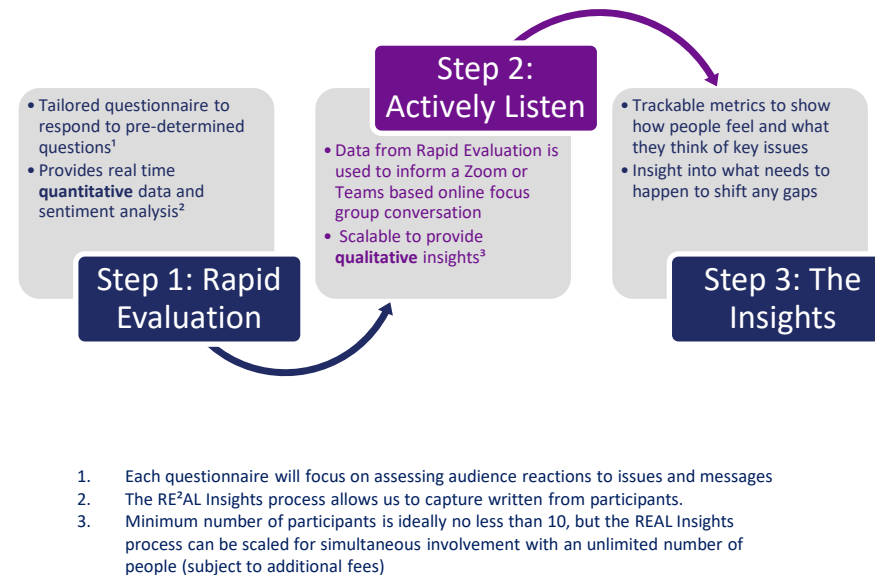 • Tailored questionnaire to
respond to pre-determined
questions¹
• Provides real time
quantitative data and
sentiment analysis²
Step 1: Rapid
Evaluation
Step 2:
Actively Listen
• Data from Rapid Evaluation is
used to inform a Zoom or
Teams based online focus
group conversation
• Scalable to provide
qualitative insights³
• Trackable metrics to show
how people feel and what
they think of key issues
• Insight into what needs to
happen to shift any gaps
Step 3: The
Insights
1. Each questionnaire will focus on assessing audience reactions to issues and messages
2. The RE²AL Insights process allows us to capture written from participants.
3. Minimum number of participants is ideally no less than 10, but the REAL Insights
process can be scaled for simultaneous involvement with an unlimited number of
people (subject to additional fees)